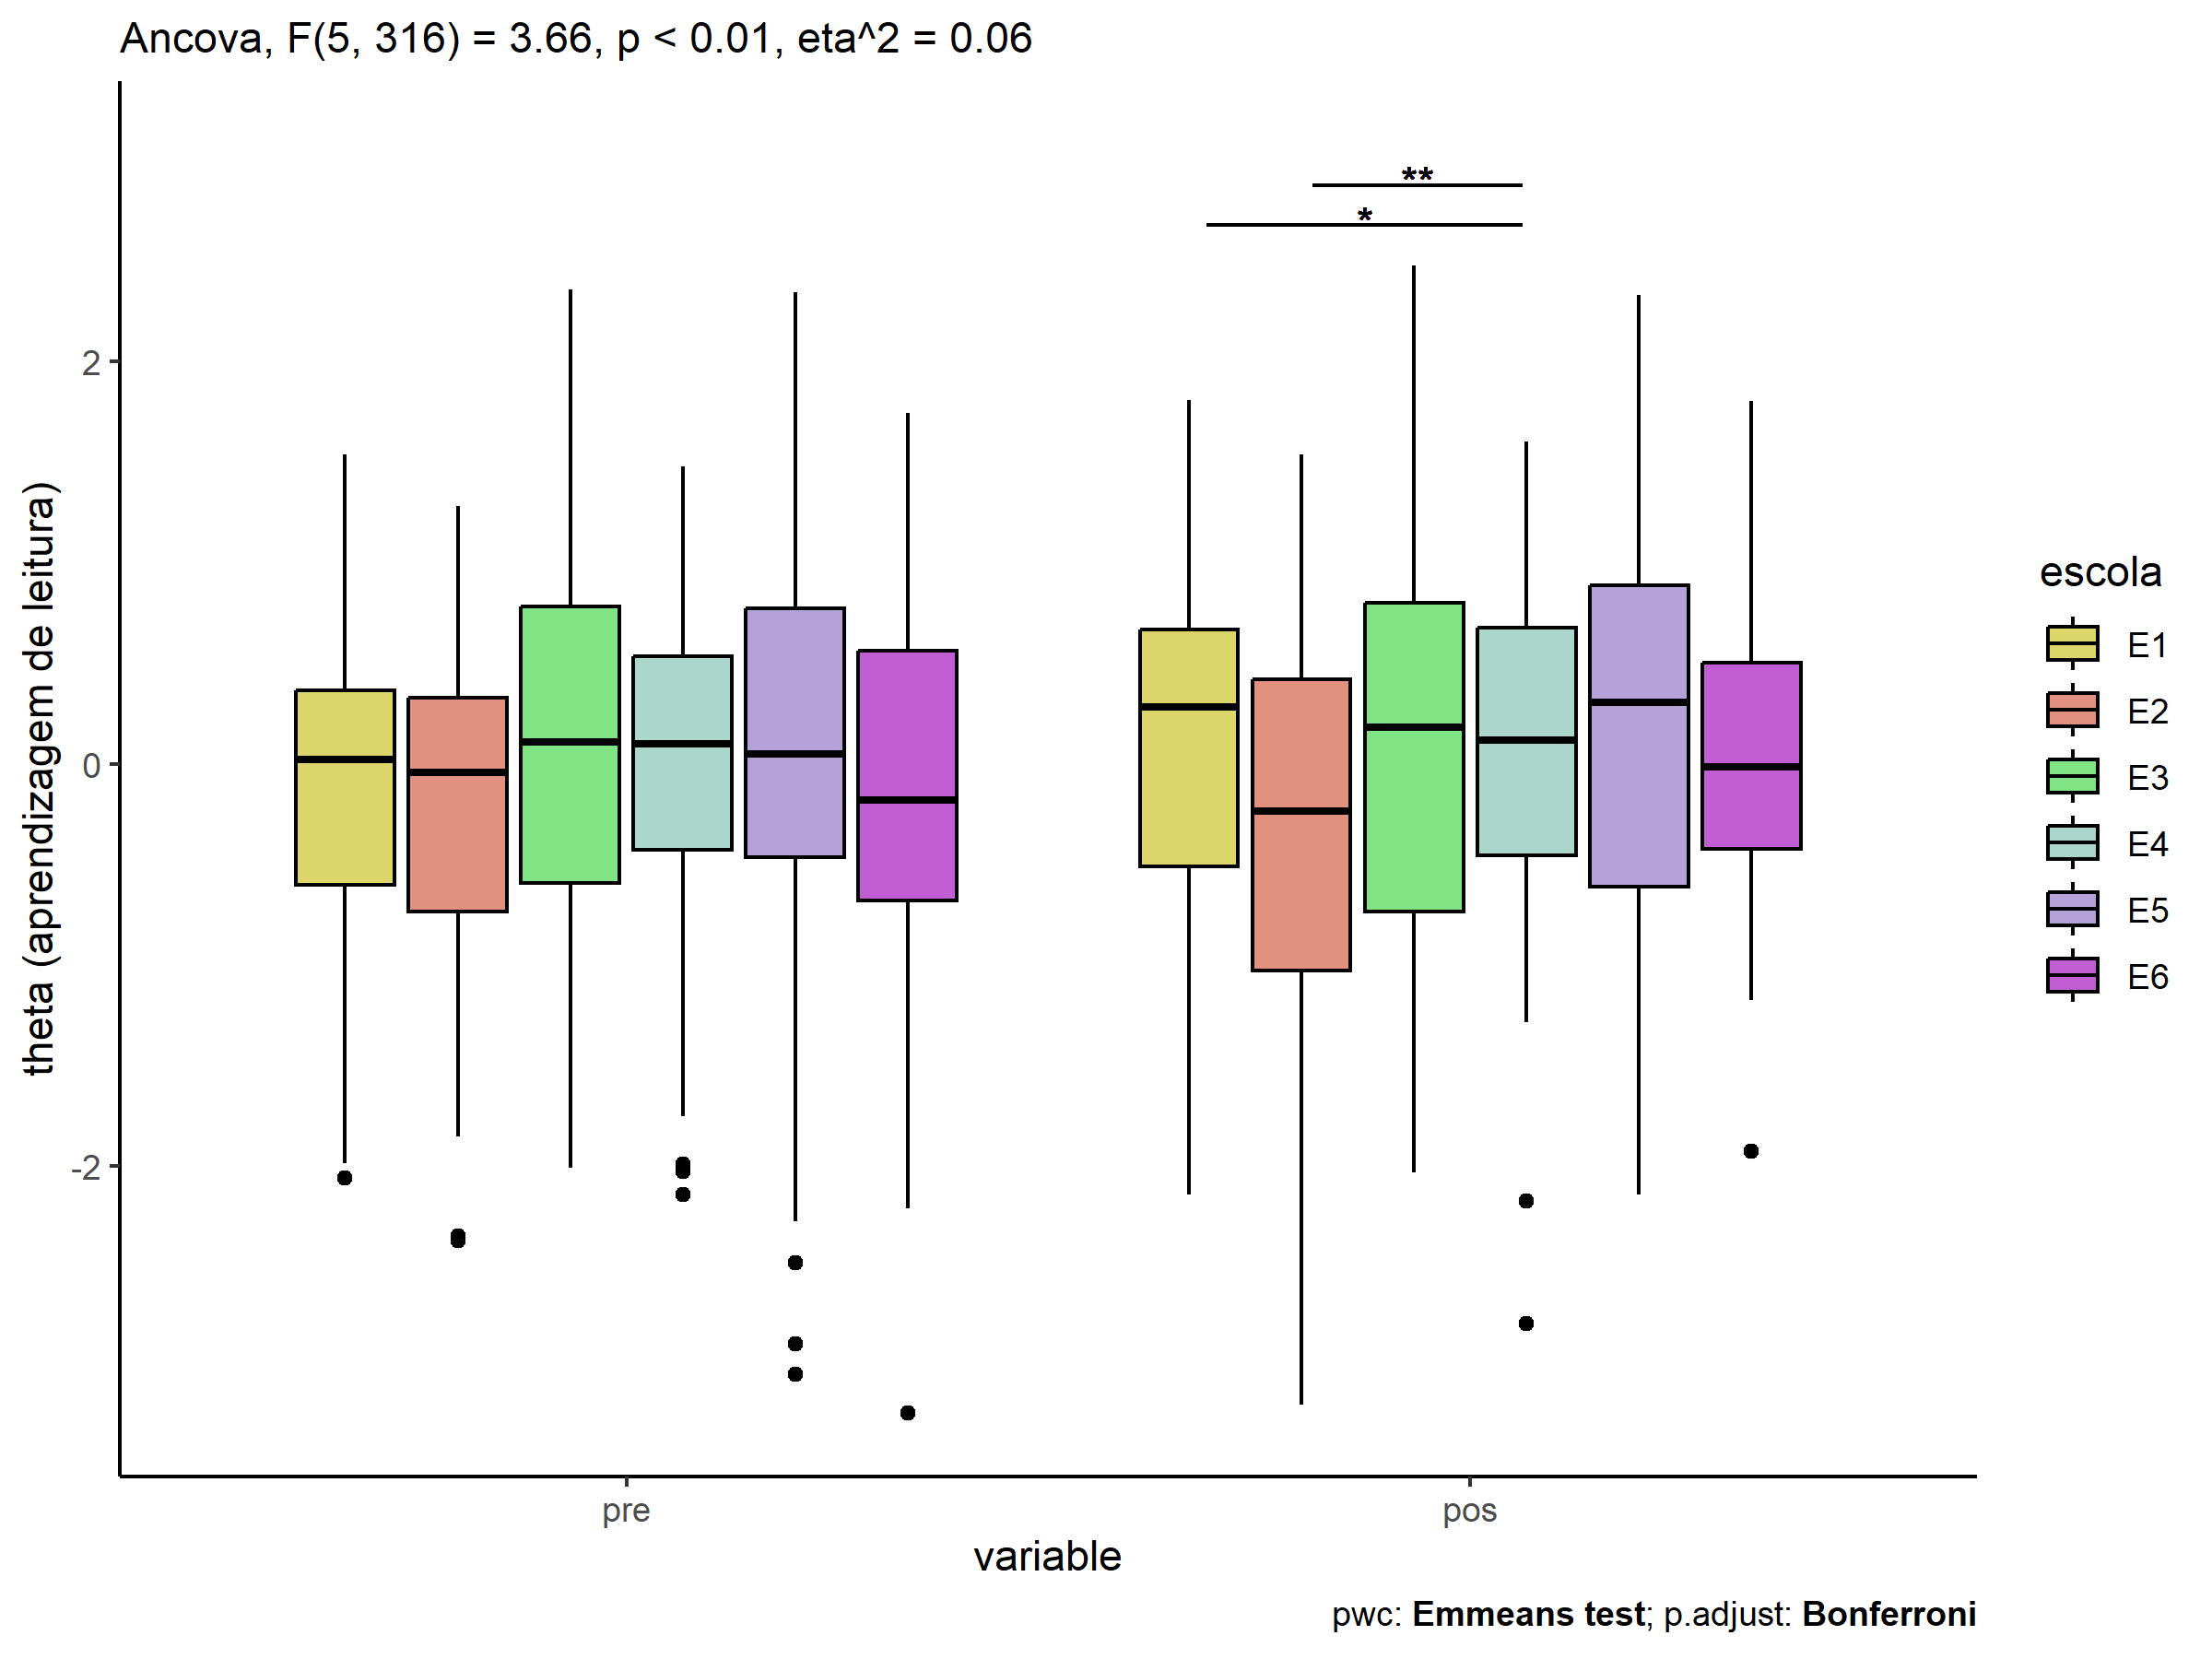 Ancova, F(5, 316) = 3.66, p < 0.01, eta^2 = 0.06
**
*
theta (aprendizagem de leitura)
2
0
-2
pre
pos
variable
escola
E1
E2
E3
E4
E5
E6
pwc: Emmeans test; p.adjust: Bonferroni